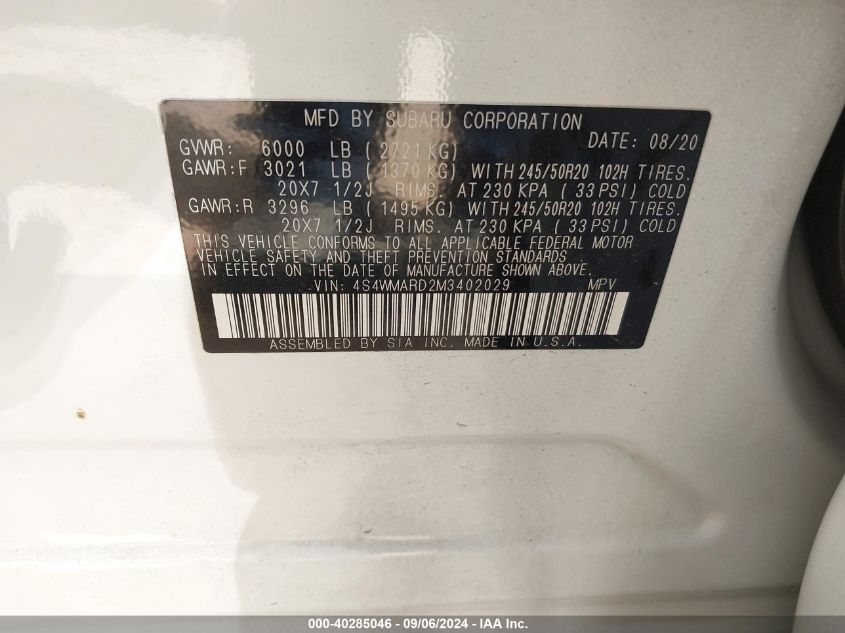 MFD BY SUBARU CORPORATION
DATE: 08/20
GVWR: 6000 LB ( 2721 KG)
GAWR:F 3021 LB ( 1370 KG) WITH 245/50R20 102H TIRES.
20X7 1/2J RIMS. AT 230 KPA ( 33 PSI) COLD
GAWR:R 3296 LB ( 1495 KG) WITH 245/50R20 102H TIRES.
20X7 1/2J RIMS. AT 230 KPA ( 33 PSI) COLD
THIS VEHICLE CONFORMS TO ALL APPLICABLE FEDERAL MOTOR
VEHICLE SAFETY AND THEFT PREVENTION STANDARDS
IN EFFECT ON THE DATE OF MANUFACTURE SHOWN ABOVE.
VIN: 4S4WMARD2M3402029 MPV
ASSEMBLED BY SIA INC. MADE IN U.S.A.
000-40285046 - 09/06/2024 - IAA Inc.